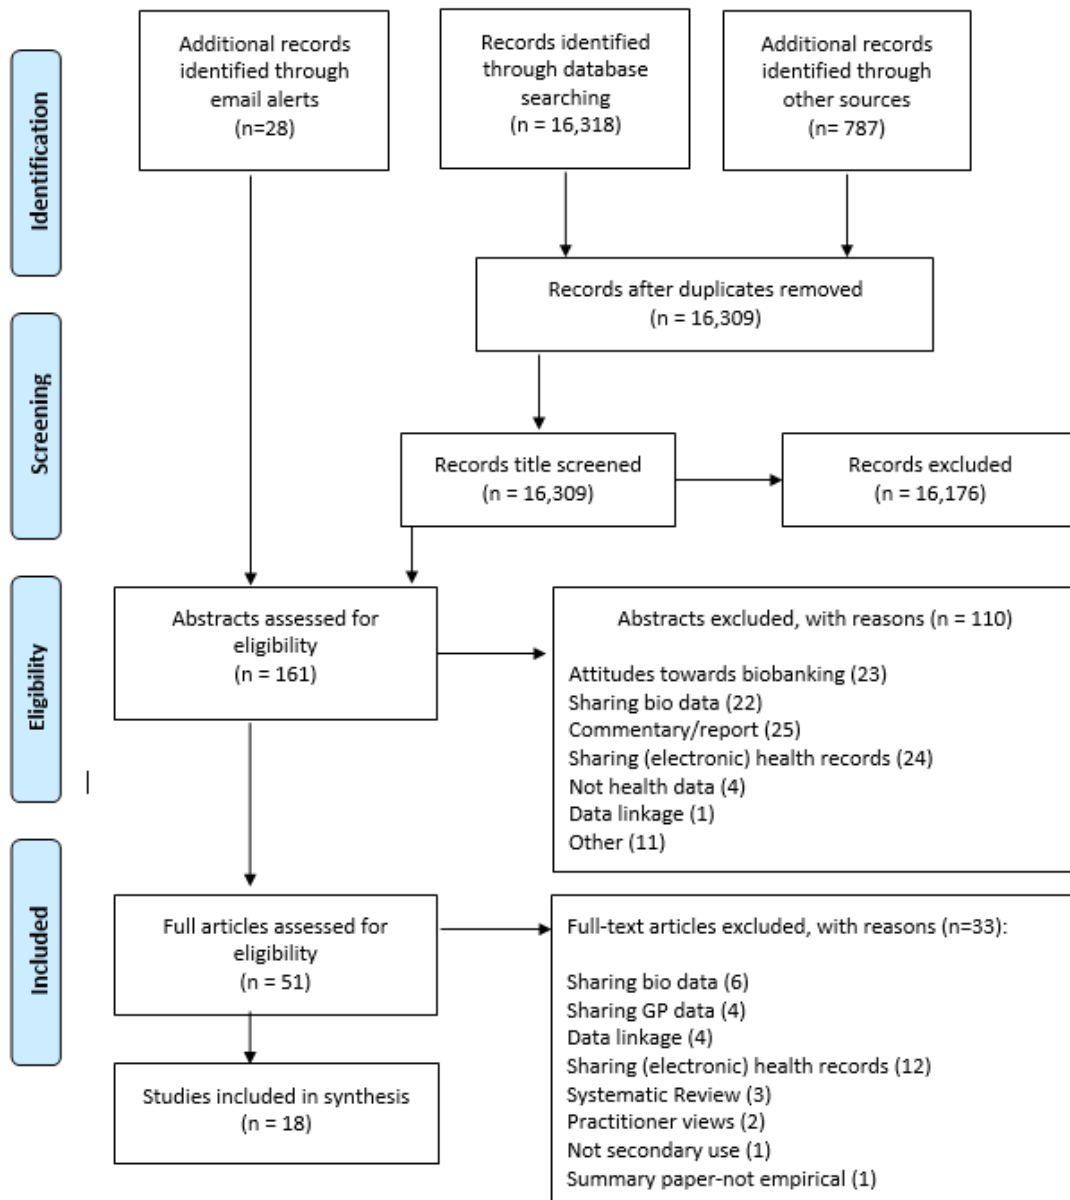 Additional records
identified through
email alerts
(n=28)
Records identified
through database
searching
(n = 16,318)
Additional records
identified through
other sources
(n= 787)
Identification
Records after duplicates removed
(n = 16,309)
Screening
Records title screened
(n = 16,309)
Records excluded
(n = 16,176)
Eligibility
Abstracts assessed for
eligibility
(n = 161)
Abstracts excluded, with reasons (n = 110)
Attitudes towards biobanking (23)
Sharing bio data (22)
Commentary/report (25)
Sharing (electronic) health records (24)
Not health data (4)
Data linkage (1)
Other (11)
Included
Full articles assessed for
eligibility
(n = 51)
Full-text articles excluded, with reasons (n=33):
Sharing bio data (6)
Sharing GP data (4)
Data linkage (4)
Sharing (electronic) health records (12)
Systematic Review (3)
Practitioner views (2)
Not secondary use (1)
Summary paper-not empirical (1)
Studies included in synthesis
(n = 18)